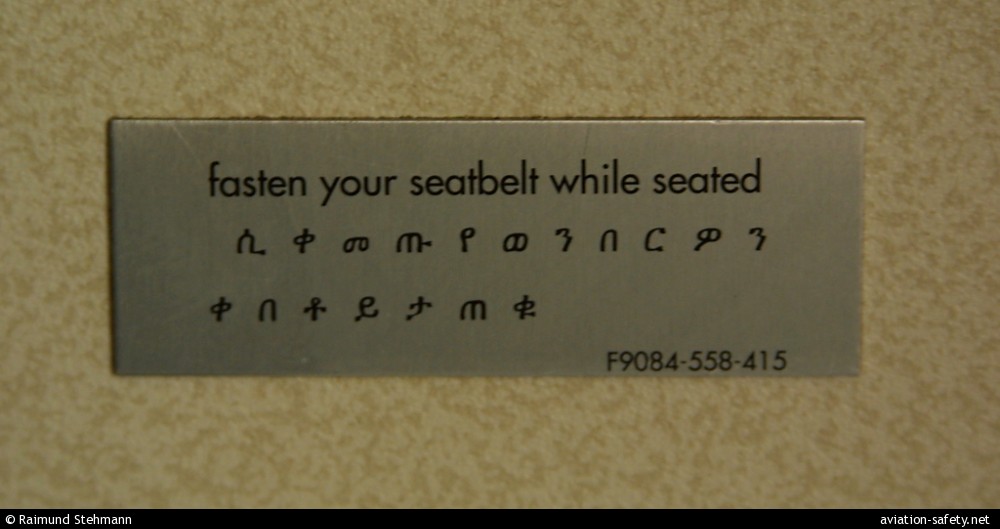 fasten your seatbelt while seated
ሲ ቀ መ ጡ የ ወ ን በ ር ዎ ን
ቀ በ ቶ ይ ታ ጠ ቁ
F9084-558-415
© Raimund Stehmann aviation-safety.net